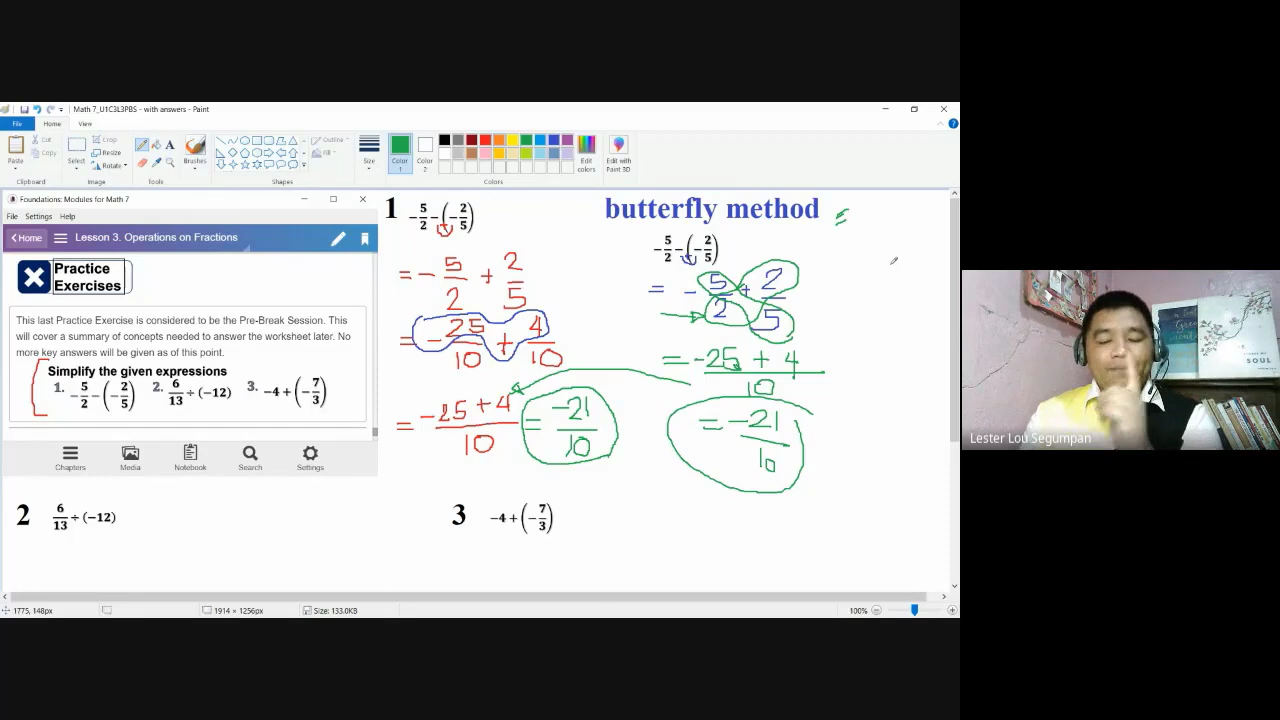 Math 7_U1C3L3PBS - with answers - Paint
File Home View
Paste
Cut
Copy
Clipboard
Select
Crop
Resize
Rotate
Image
Tools
Brushes
Shapes
Outline
Fill
Size
Color 1
Color 2
Colors
Edit colors
Edit with Paint 3D
Foundations: Modules for Math 7
File Settings Help
Home
Lesson 3. Operations on Fractions
Practice
Exercises
This last Practice Exercise is considered to be the Pre-Break Session. This
will cover a summary of concepts needed to answer the worksheet later. No
more key answers will be given as of this point.
Simplify the given expressions
1. -5/2 - (-2/5) 2. 6/13 ÷ (-12) 3. -4 + (-7/3)
Chapters Media Notebook Search Settings
1 -5/2 - (-2/5)
= -5/2 + 2/5
= -25/10 + 4/10
= -25+4/10 = -21/10
butterfly method =
-5/2 - (-2/5)
= -5/2 + 2/5
= -25 + 4/10
= -21/10
2 6/13 ÷ (-12)
3 -4 + (-7/3)
1775, 148px
1914 × 1256px
Size: 133.0KB
100%
SOUL
Lester Lou Segumpan